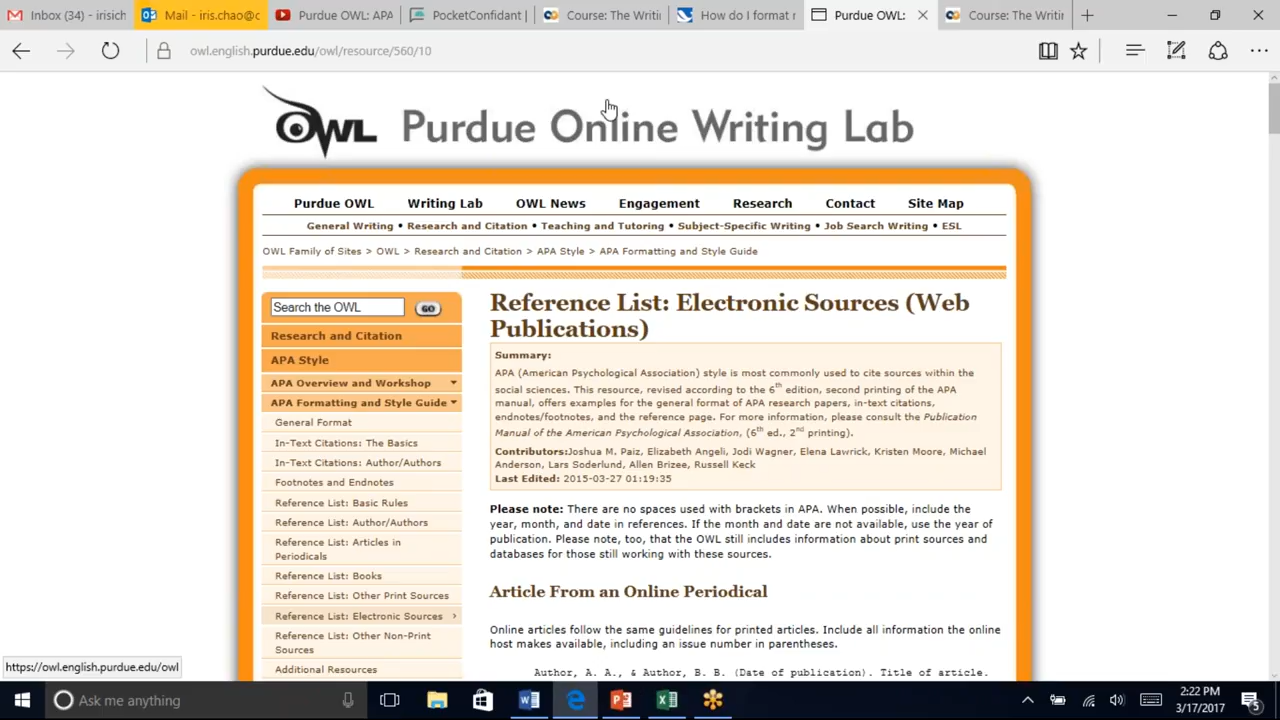 Inbox (34) - irisich
Mail - iris.chao@c
Purdue OWL: APA
PocketConfidant |
Course: The Writi
How do I format r
Purdue OWL:
Course: The Writi
owl.english.purdue.edu/owl/resource/560/10
OWL Purdue Online Writing Lab
Purdue OWL Writing Lab OWL News Engagement Research Contact Site Map
General Writing • Research and Citation • Teaching and Tutoring • Subject-Specific Writing • Job Search Writing • ESL
OWL Family of Sites > OWL > Research and Citation > APA Style > APA Formatting and Style Guide
Search the OWL GO
Research and Citation
APA Style
APA Overview and Workshop
APA Formatting and Style Guide
General Format
In-Text Citations: The Basics
In-Text Citations: Author/Authors
Footnotes and Endnotes
Reference List: Basic Rules
Reference List: Author/Authors
Reference List: Articles in
Periodicals
Reference List: Books
Reference List: Other Print Sources
Reference List: Electronic Sources ›
Reference List: Other Non-Print
Sources
Additional Resources
Reference List: Electronic Sources (Web
Publications)
Summary:
APA (American Psychological Association) style is most commonly used to cite sources within the
social sciences. This resource, revised according to the 6th edition, second printing of the APA
manual, offers examples for the general format of APA research papers, in-text citations,
endnotes/footnotes, and the reference page. For more information, please consult the Publication
Manual of the American Psychological Association, (6th ed., 2nd printing).
Contributors:Joshua M. Paiz, Elizabeth Angeli, Jodi Wagner, Elena Lawrick, Kristen Moore, Michael
Anderson, Lars Soderlund, Allen Brizee, Russell Keck
Last Edited: 2015-03-27 01:19:35
Please note: There are no spaces used with brackets in APA. When possible, include the
year, month, and date in references. If the month and date are not available, use the year of
publication. Please note, too, that the OWL still includes information about print sources and
databases for those still working with these sources.
Article From an Online Periodical
Online articles follow the same guidelines for printed articles. Include all information the online
host makes available, including an issue number in parentheses.
Author, A. A., & Author, B. B. (Date of publication). Title of article.
https://owl.english.purdue.edu/owl
Ask me anything
2:22 PM
3/17/2017
5